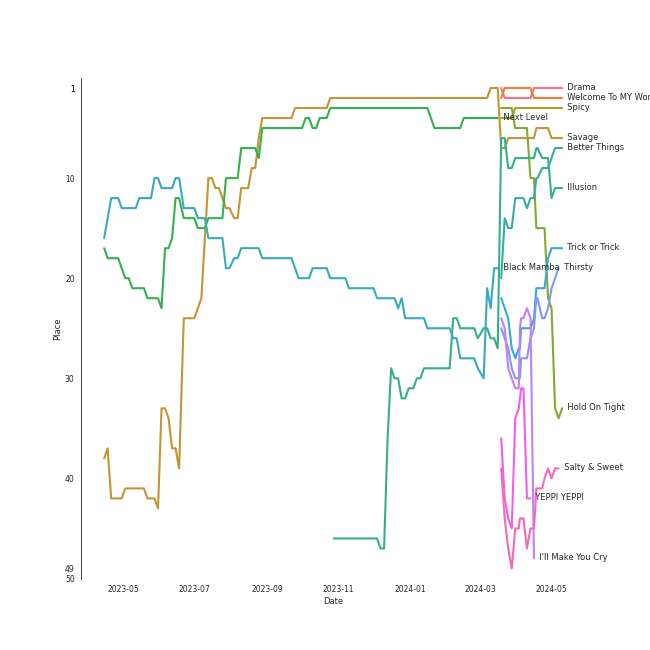 1
Drama
Welcome To MY Wor
Spicy
Next Level
Savage
Better Things
10
Illusion
Trick or Trick
Black Mamba
Thirsty
20
Place
30
Hold On Tight
Salty & Sweet
40
YEPPI YEPPI
I'll Make You Cry
49
50
2023-05
2023-07
2023-09
2023-11
2024-01
2024-03
2024-05
Date